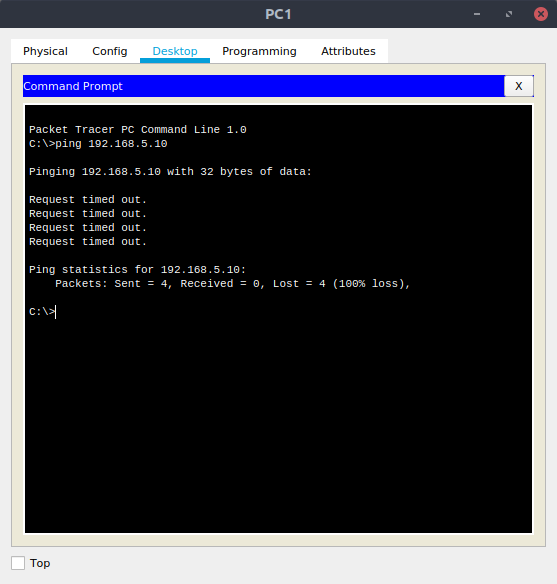 PC1
Physical Config Desktop Programming Attributes
Command Prompt X
Packet Tracer PC Command Line 1.0
C:\>ping 192.168.5.10
Pinging 192.168.5.10 with 32 bytes of data:
Request timed out.
Request timed out.
Request timed out.
Request timed out.
Ping statistics for 192.168.5.10:
    Packets: Sent = 4, Received = 0, Lost = 4 (100% loss),
C:\>
Top